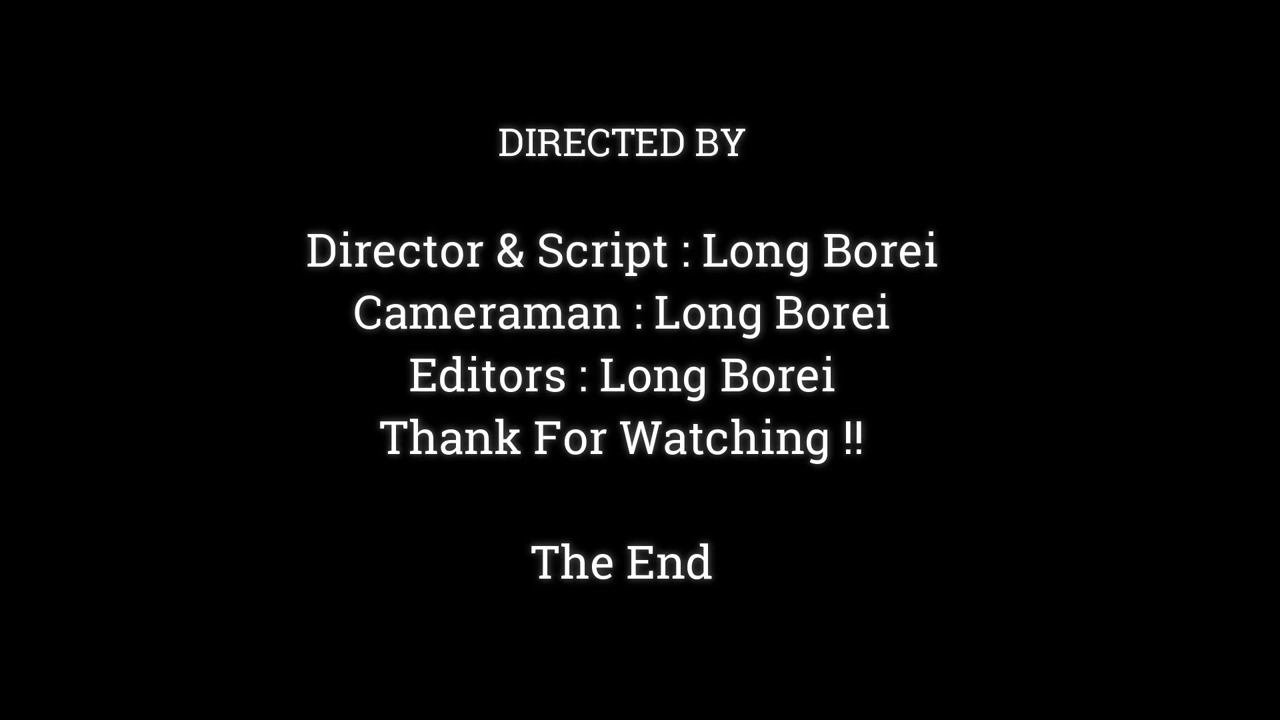 DIRECTED BY
Director & Script : Long Borei
Cameraman : Long Borei
Editors : Long Borei
Thank For Watching !!
The End